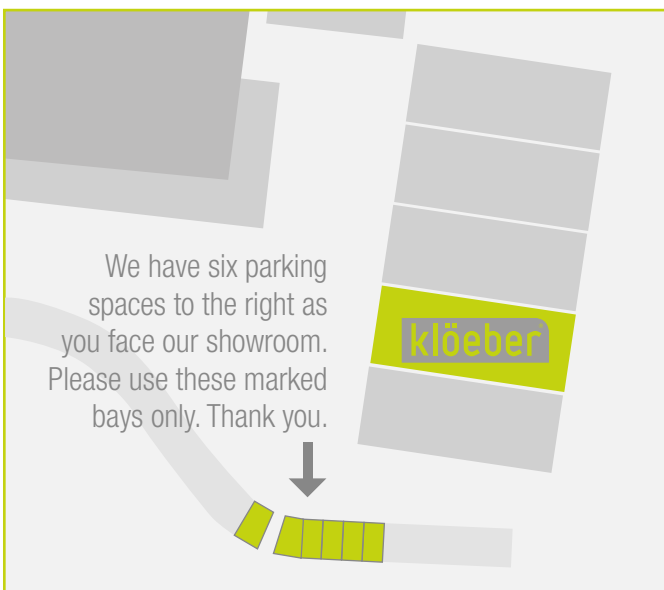 We have six parking
spaces to the right as
you face our showroom.
Please use these marked
bays only. Thank you.
klöeber